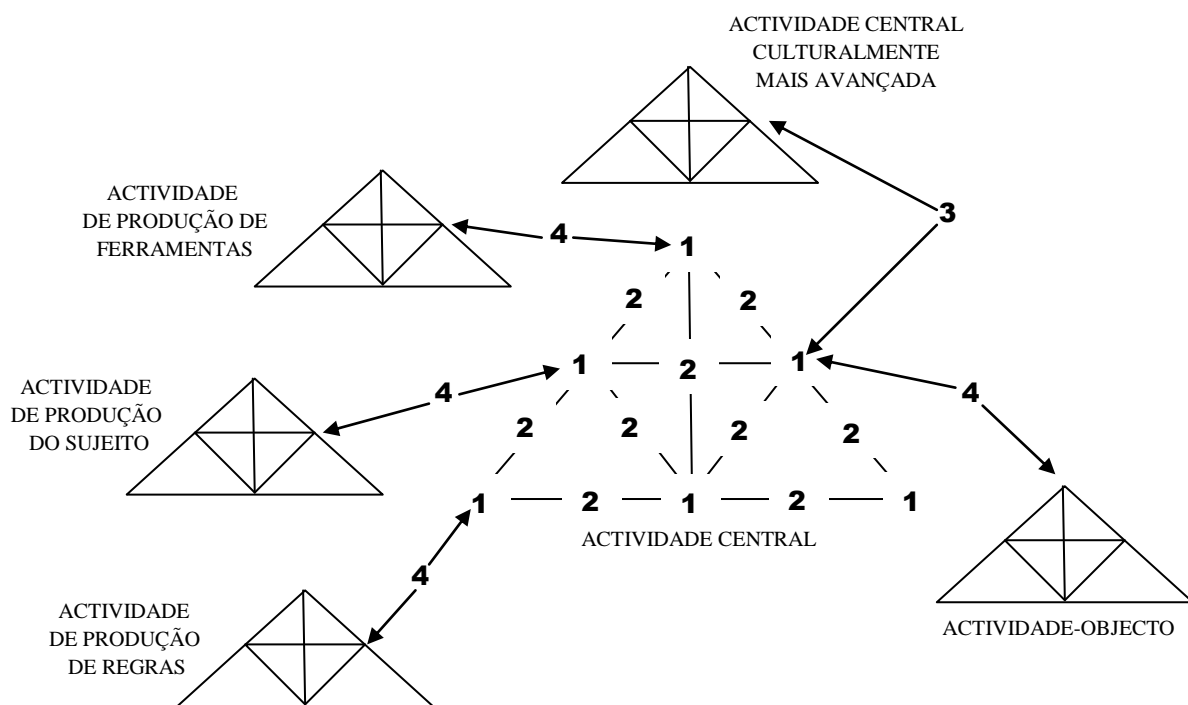 ACTIVIDADE CENTRAL
CULTURALMENTE
MAIS AVANÇADA
ACTIVIDADE
DE PRODUÇÃO DE
FERRAMENTAS
3
4
1
2 2
1 2 1
ACTIVIDADE
DE PRODUÇÃO
DO SUJEITO
4
4
2 2 2 2
1 2 1 2 1
ACTIVIDADE CENTRAL
4
ACTIVIDADE
DE PRODUÇÃO
DE REGRAS
ACTIVIDADE-OBJECTO